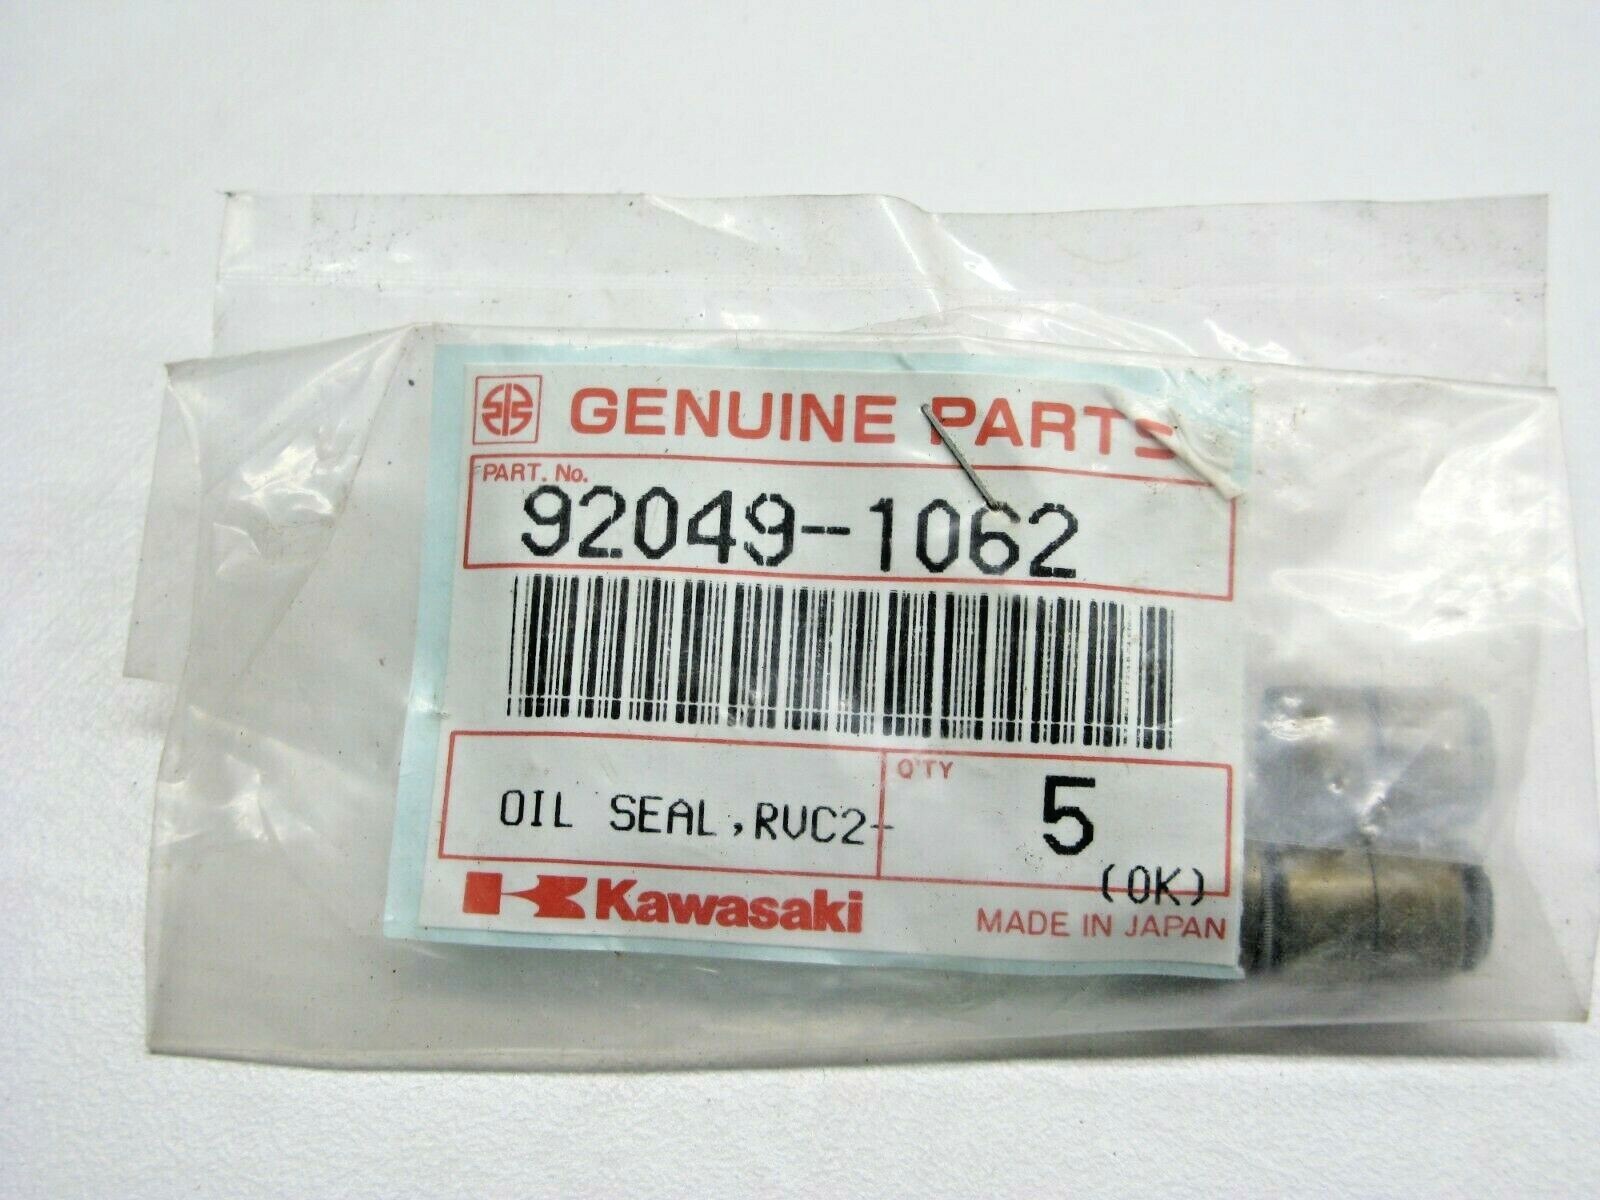 GENUINE PARTS
PART. No.
92049-1062
OIL SEAL,RVC2-
Q'TY
5
(OK)
Kawasaki
MADE IN JAPAN